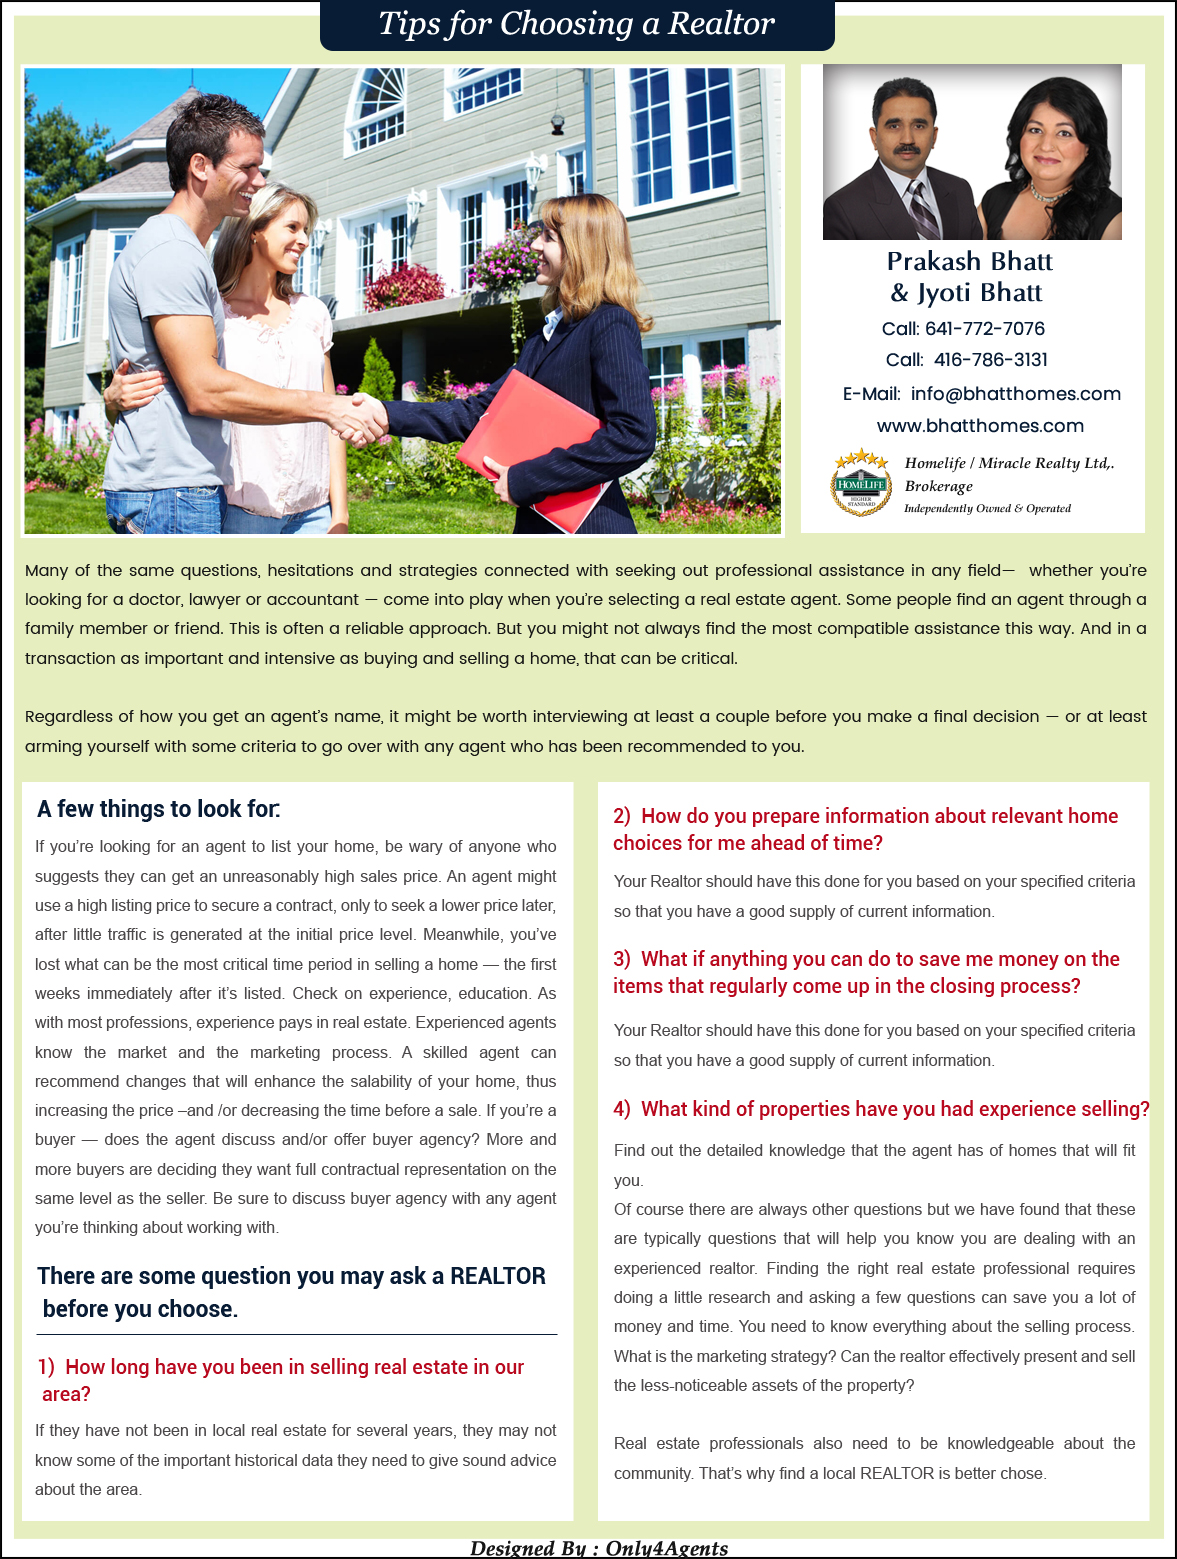 Tips for Choosing a Realtor
Prakash Bhatt
& Jyoti Bhatt
Call: 641-772-7076
Call:  416-786-3131
E-Mail:  info@bhatthomes.com
www.bhatthomes.com
HOMELIFE
HIGHER
STANDARD
Homelife / Miracle Realty Ltd,.
Brokerage
Independently Owned & Operated
Many of the same questions, hesitations and strategies connected with seeking out professional assistance in any field—  whether you’re
looking for a doctor, lawyer or accountant — come into play when you’re selecting a real estate agent. Some people find an agent through a
family member or friend. This is often a reliable approach. But you might not always find the most compatible assistance this way. And in a
transaction as important and intensive as buying and selling a home, that can be critical.
Regardless of how you get an agent’s name, it might be worth interviewing at least a couple before you make a final decision — or at least
arming yourself with some criteria to go over with any agent who has been recommended to you.
A few things to look for:
If you’re looking for an agent to list your home, be wary of anyone who
suggests they can get an unreasonably high sales price. An agent might
use a high listing price to secure a contract, only to seek a lower price later,
after little traffic is generated at the initial price level. Meanwhile, you’ve
lost what can be the most critical time period in selling a home — the first
weeks immediately after it’s listed. Check on experience, education. As
with most professions, experience pays in real estate. Experienced agents
know the market and the marketing process. A skilled agent can
recommend changes that will enhance the salability of your home, thus
increasing the price –and /or decreasing the time before a sale. If you’re a
buyer — does the agent discuss and/or offer buyer agency? More and
more buyers are deciding they want full contractual representation on the
same level as the seller. Be sure to discuss buyer agency with any agent
you’re thinking about working with.
There are some question you may ask a REALTOR
before you choose.
1)  How long have you been in selling real estate in our
area?
If they have not been in local real estate for several years, they may not
know some of the important historical data they need to give sound advice
about the area.
2)  How do you prepare information about relevant home
choices for me ahead of time?
Your Realtor should have this done for you based on your specified criteria
so that you have a good supply of current information.
3)  What if anything you can do to save me money on the
items that regularly come up in the closing process?
Your Realtor should have this done for you based on your specified criteria
so that you have a good supply of current information.
4)  What kind of properties have you had experience selling?
Find out the detailed knowledge that the agent has of homes that will fit
you.
Of course there are always other questions but we have found that these
are typically questions that will help you know you are dealing with an
experienced realtor. Finding the right real estate professional requires
doing a little research and asking a few questions can save you a lot of
money and time. You need to know everything about the selling process.
What is the marketing strategy? Can the realtor effectively present and sell
the less-noticeable assets of the property?
Real estate professionals also need to be knowledgeable about the
community. That’s why find a local REALTOR is better chose.
Designed By : Only4Agents